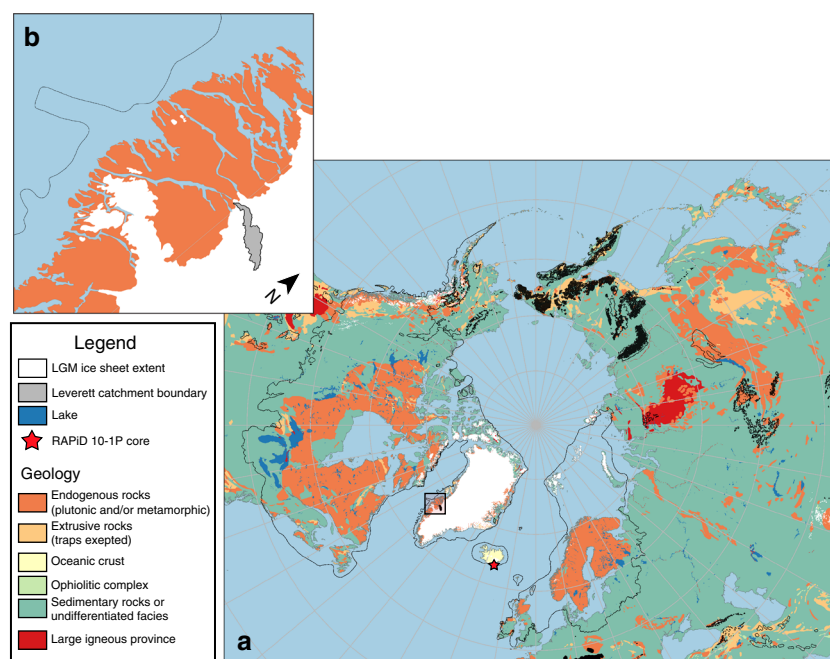 b
N
Legend
LGM ice sheet extent
Leverett catchment boundary
Lake
RAPiD 10-1P core
Geology
Endogenous rocks
(plutonic and/or metamorphic)
Extrusive rocks
(traps exepted)
Oceanic crust
Ophiolitic complex
Sedimentary rocks or
undifferentiated facies
Large igneous province
a